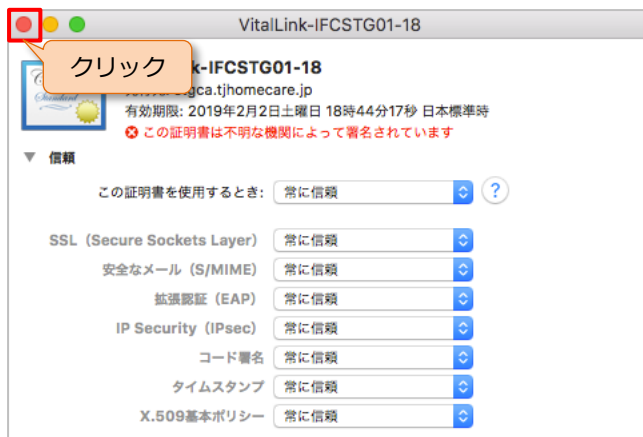 VitalLink-IFCSTG01-18
クリック
k-IFCSTG01-18
gca.tjhomecare.jp
有効期限: 2019年2月2日土曜日 18時44分17秒 日本標準時
この証明書は不明な機関によって署名されています
▼ 信頼
この証明書を使用するとき: 常に信頼 ?
SSL（Secure Sockets Layer） 常に信頼
安全なメール（S/MIME） 常に信頼
拡張認証（EAP） 常に信頼
IP Security（IPsec） 常に信頼
コード署名 常に信頼
タイムスタンプ 常に信頼
X.509基本ポリシー 常に信頼